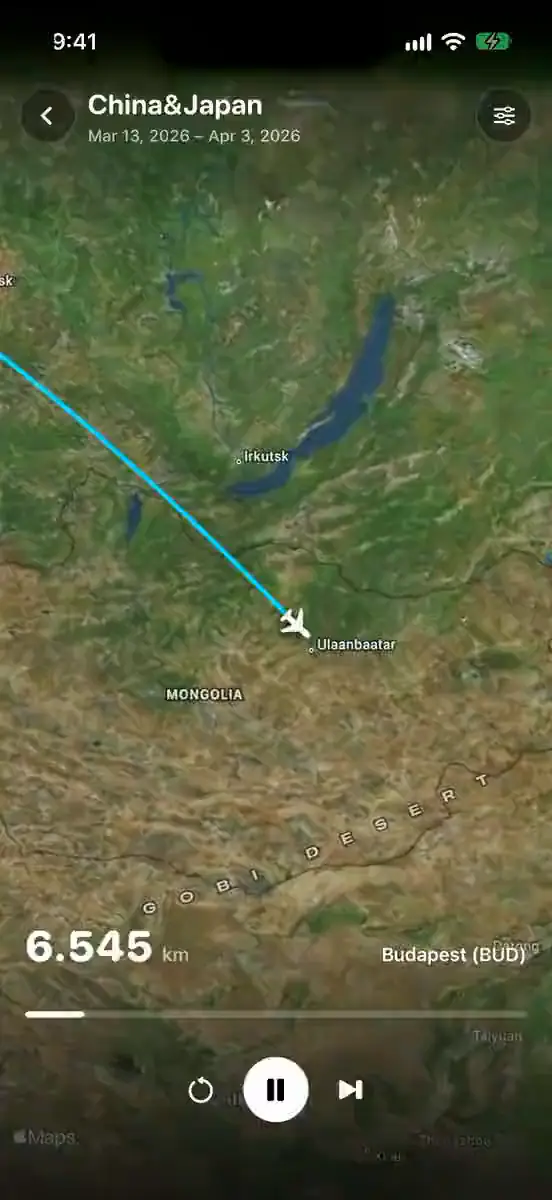 9:41
China&Japan
Mar 13, 2026 – Apr 3, 2026
sk
Irkutsk
Ulaanbaatar
MONGOLIA
GOBI DESERT
6.545 km
Budapest (BUD)
Datong
Taiyuan
Maps